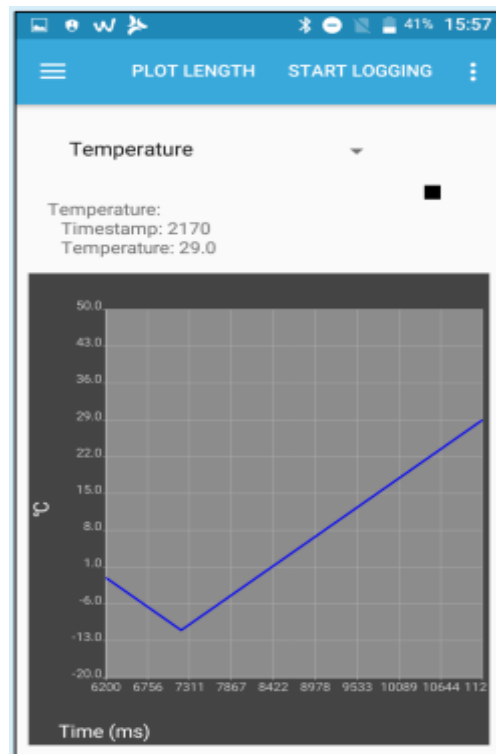 41% 15:57
PLOT LENGTH START LOGGING
Temperature
Temperature:
Timestamp: 2170
Temperature: 29.0
50.0
43.0
36.0
29.0
22.0
15.0
8.0
1.0
-6.0
-13.0
-20.0
°C
6200 6756 7311 7867 8422 8978 9533 10089 10644 112
Time (ms)